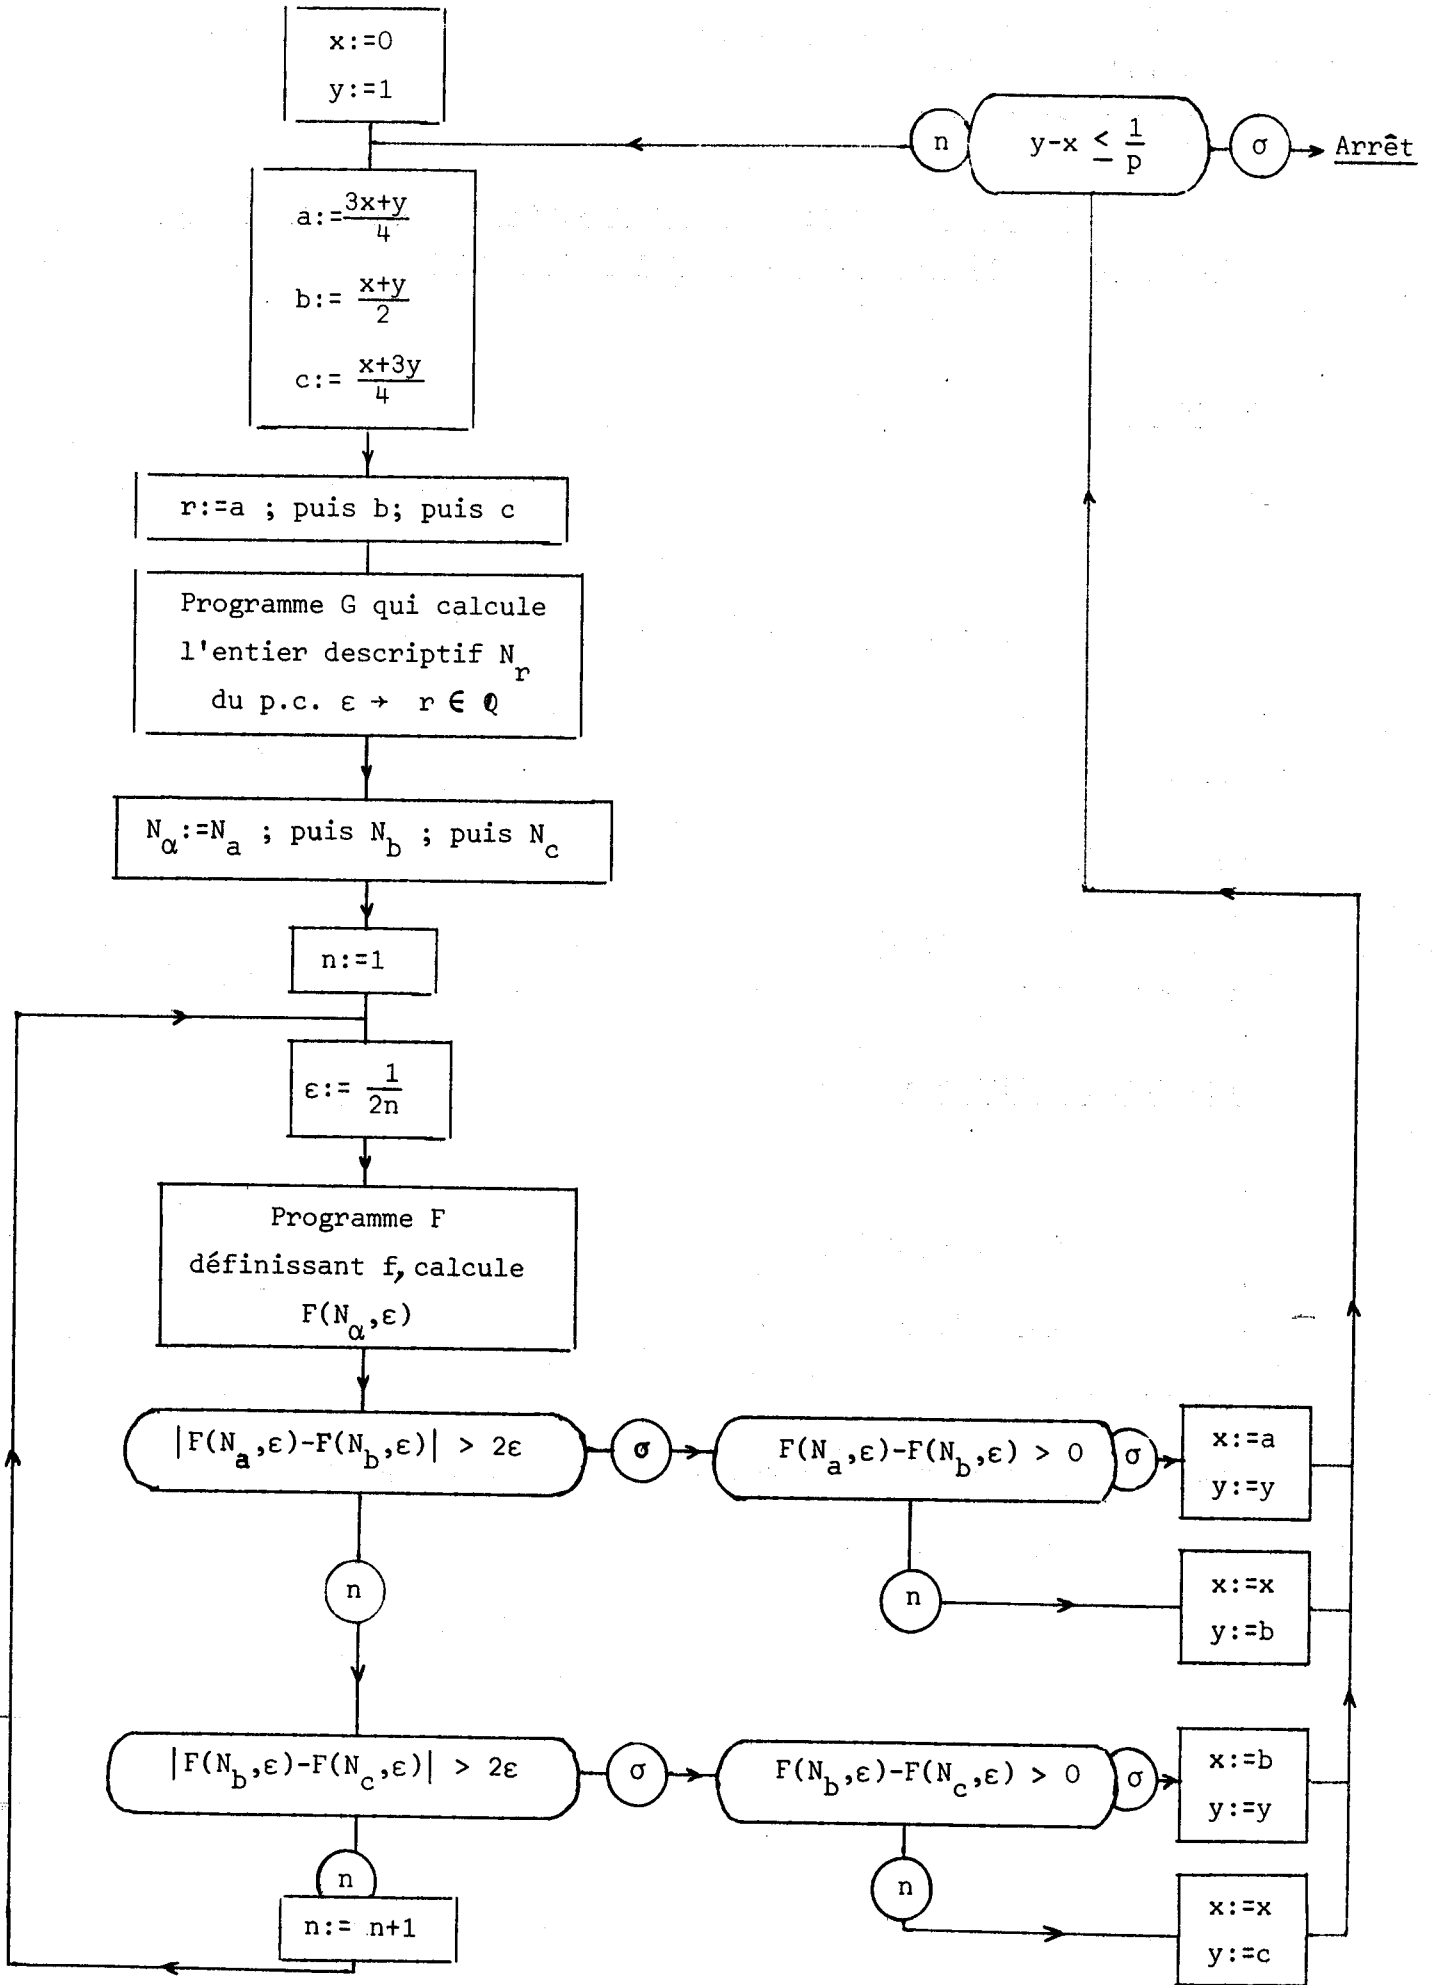 x:=0
y:=1
n
y-x ≤ 1/p
σ
Arrêt
a:=3x+y/4
b:= x+y/2
c:= x+3y/4
r:=a ; puis b; puis c
Programme G qui calcule
l'entier descriptif N_r
du p.c. ε → r ∈ Q
N_α:=N_a ; puis N_b ; puis N_c
n:=1
ε:= 1/2n
Programme F
définissant f, calcule
F(N_α,ε)
|F(N_a,ε)-F(N_b,ε)| > 2ε
σ
F(N_a,ε)-F(N_b,ε) > 0
σ
x:=a
y:=y
n
n
x:=x
y:=b
|F(N_b,ε)-F(N_c,ε)| > 2ε
σ
F(N_b,ε)-F(N_c,ε) > 0
σ
x:=b
y:=y
n
n
n:= n+1
x:=x
y:=c